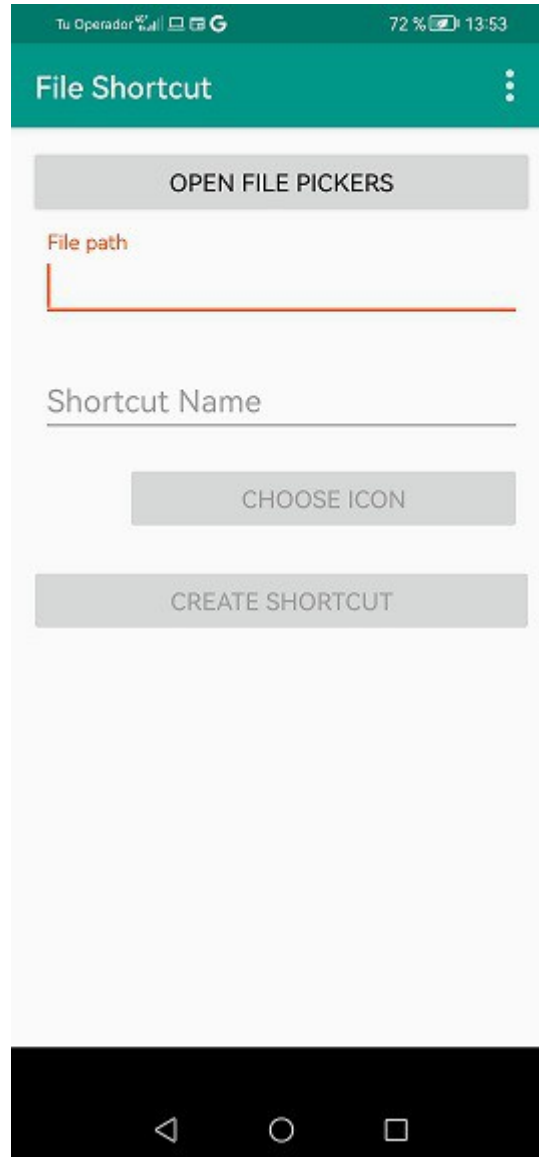 Tu Operador 72 % 13:53
File Shortcut
OPEN FILE PICKERS
File path
Shortcut Name
CHOOSE ICON
CREATE SHORTCUT